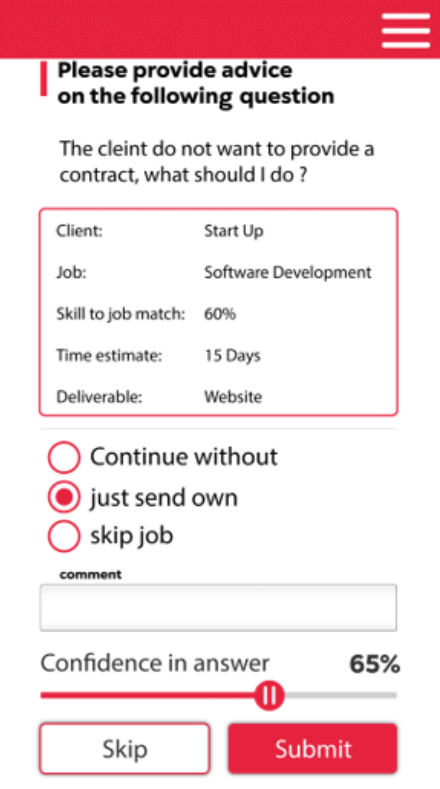 Please provide advice
on the following question
The cleint do not want to provide a
contract, what should I do ?
Client: Start Up
Job: Software Development
Skill to job match: 60%
Time estimate: 15 Days
Deliverable: Website
Continue without
just send own
skip job
comment
Confidence in answer 65%
Skip Submit